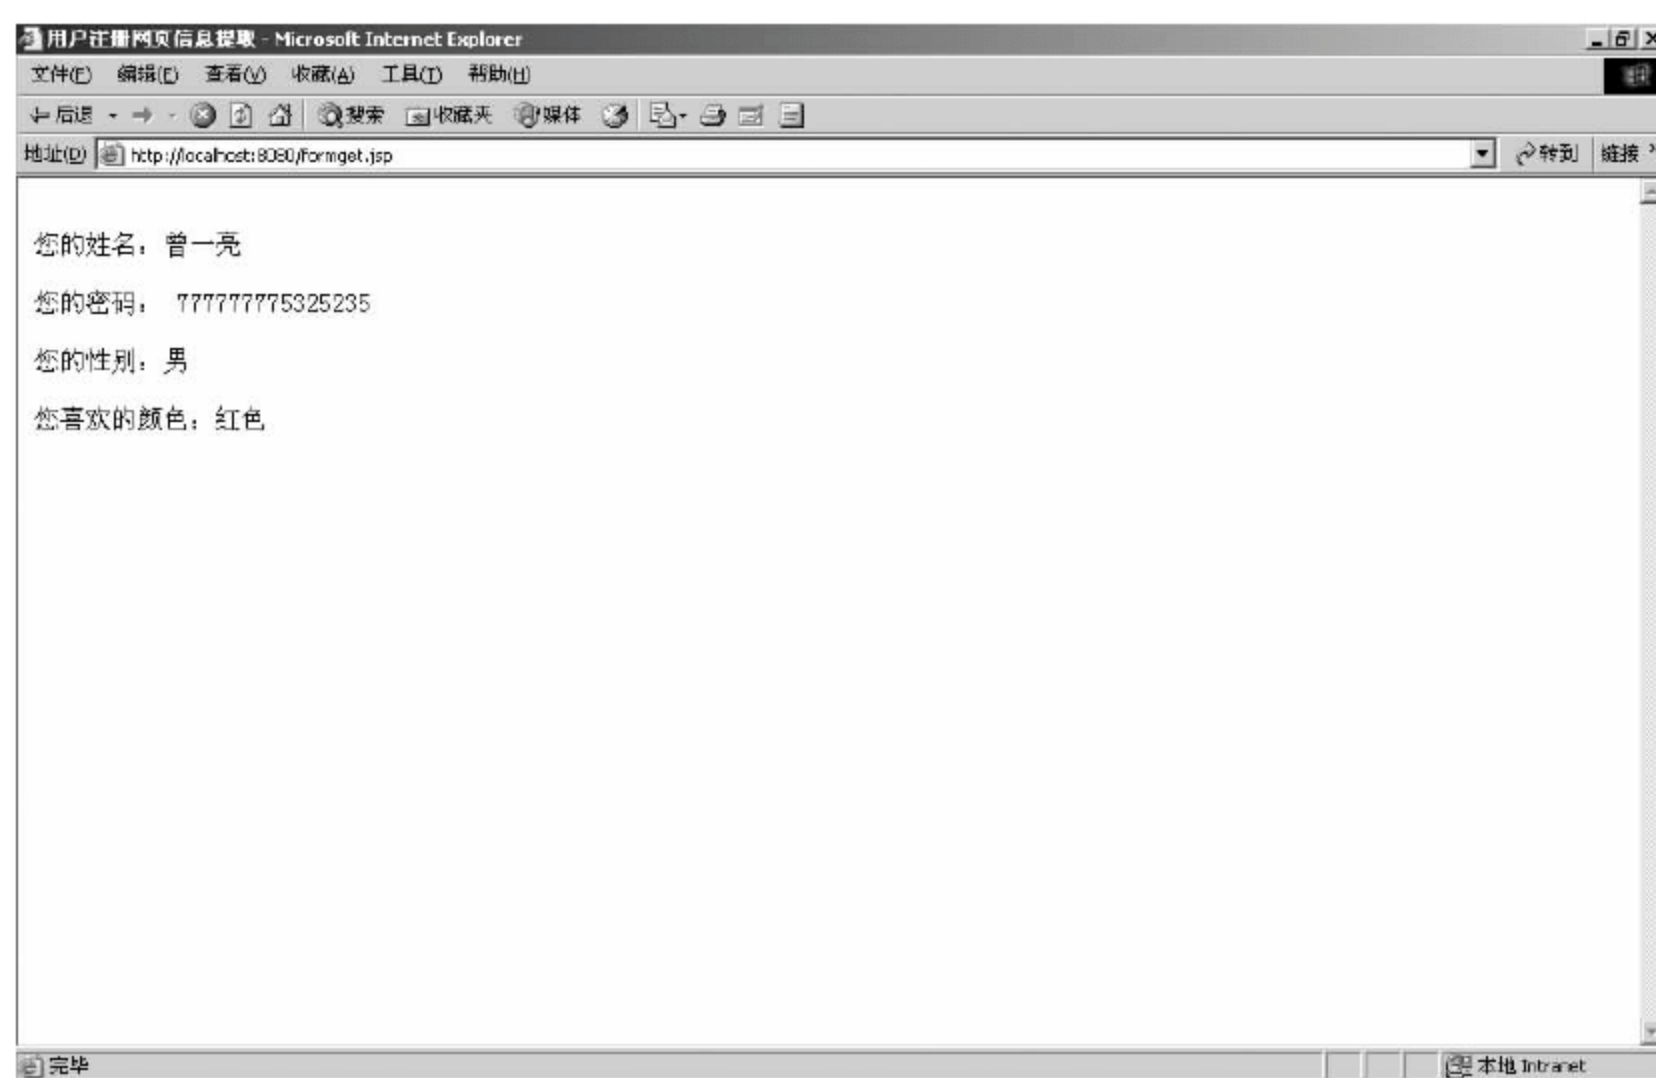 用户注册网页信息提取 - Microsoft Internet Explorer
文件(F) 编辑(E) 查看(V) 收藏(A) 工具(T) 帮助(H)
后退 搜索 收藏夹 媒体
地址(D) http://localhost:8080/formget.jsp 转到 链接 »
您的姓名：曾一亮
您的密码： 777777775325235
您的性别：男
您喜欢的颜色：红色
完毕 本地 Intranet